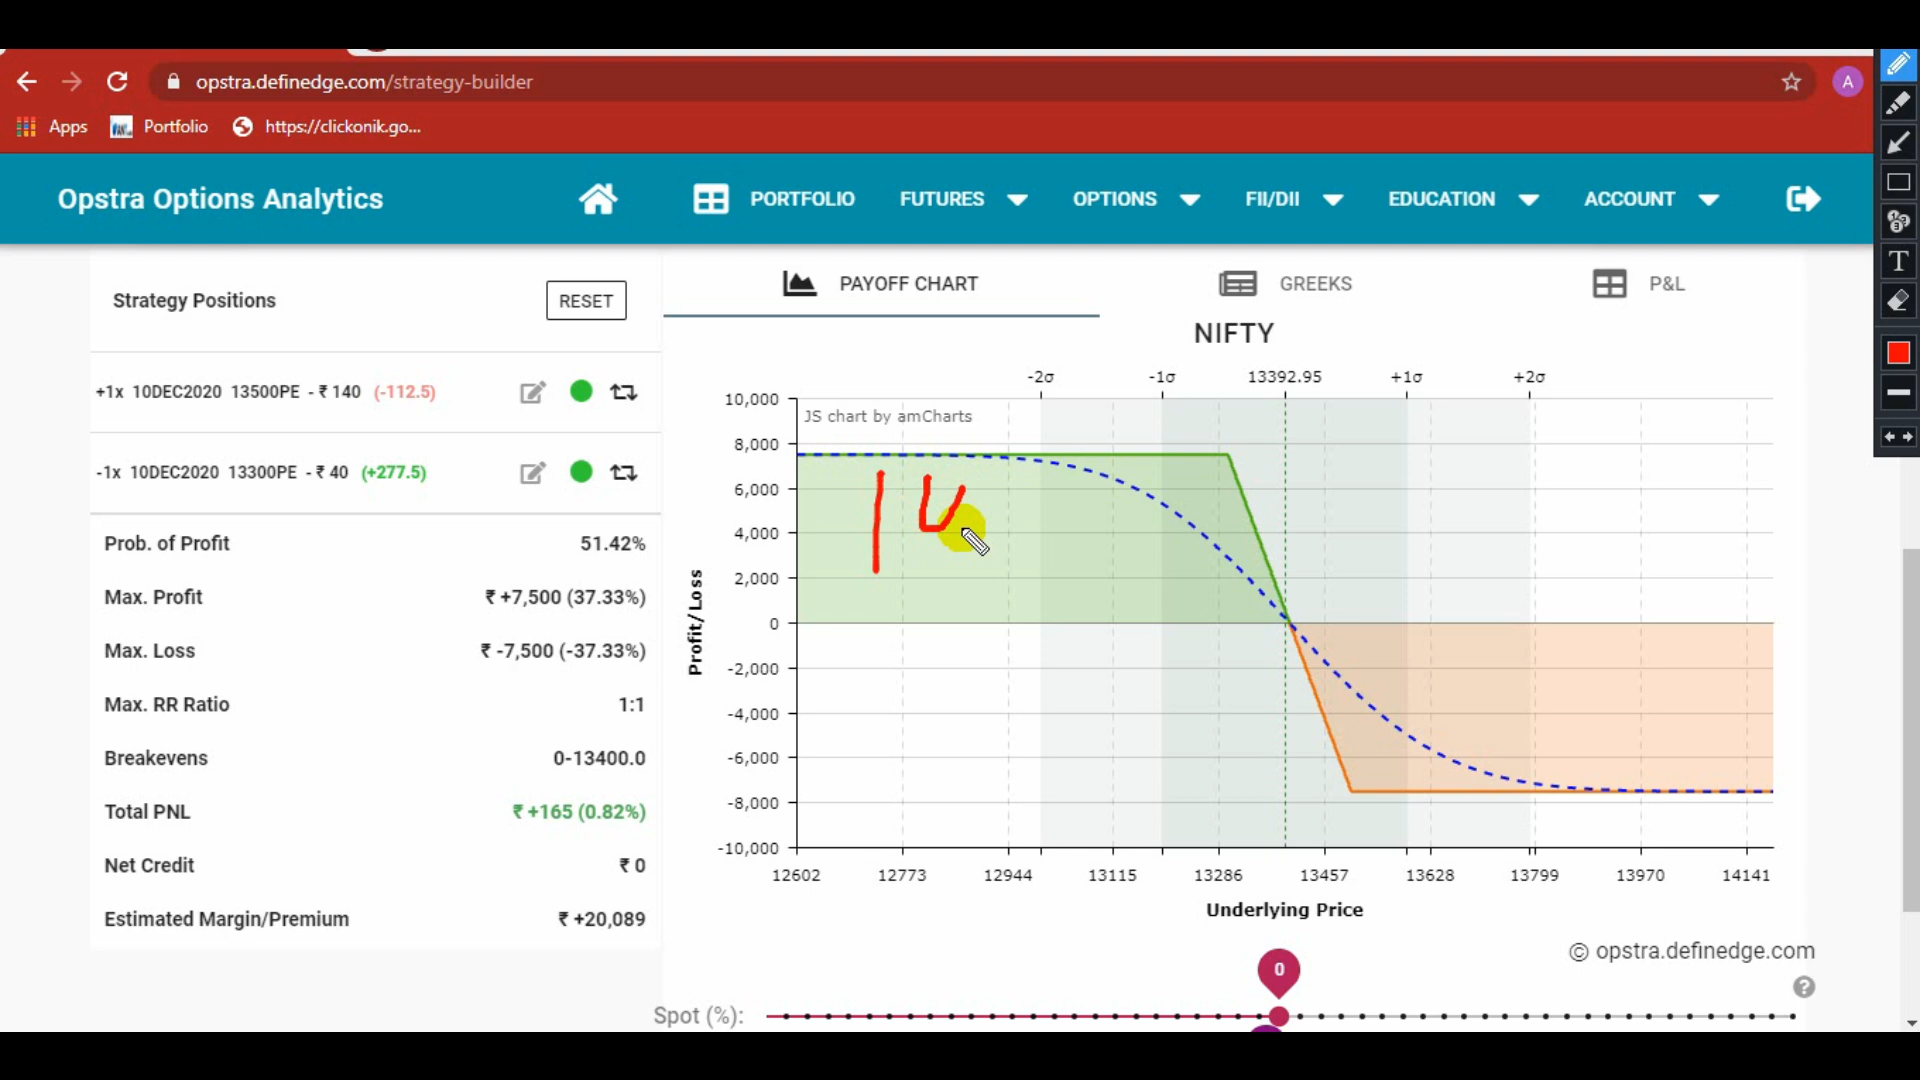 opstra.definedge.com/strategy-builder
A
Apps
Portfolio
https://clickonik.go...
Opstra Options Analytics
PORTFOLIO
FUTURES
OPTIONS
FII/DII
EDUCATION
ACCOUNT
T
Strategy Positions
RESET
PAYOFF CHART
GREEKS
P&L
NIFTY
+1x 10DEC2020 13500PE - ₹ 140 (-112.5)
-1x 10DEC2020 13300PE - ₹ 40 (+277.5)
Prob. of Profit 51.42%
Max. Profit ₹ +7,500 (37.33%)
Max. Loss ₹ -7,500 (-37.33%)
Max. RR Ratio 1:1
Breakevens 0-13400.0
Total PNL ₹ +165 (0.82%)
Net Credit ₹ 0
Estimated Margin/Premium ₹ +20,089
-2σ -1σ 13392.95 +1σ +2σ
JS chart by amCharts
10,000
8,000
6,000
4,000
2,000
0
-2,000
-4,000
-6,000
-8,000
-10,000
Profit/Loss
12602 12773 12944 13115 13286 13457 13628 13799 13970 14141
Underlying Price
© opstra.definedge.com
?
0
Spot (%):